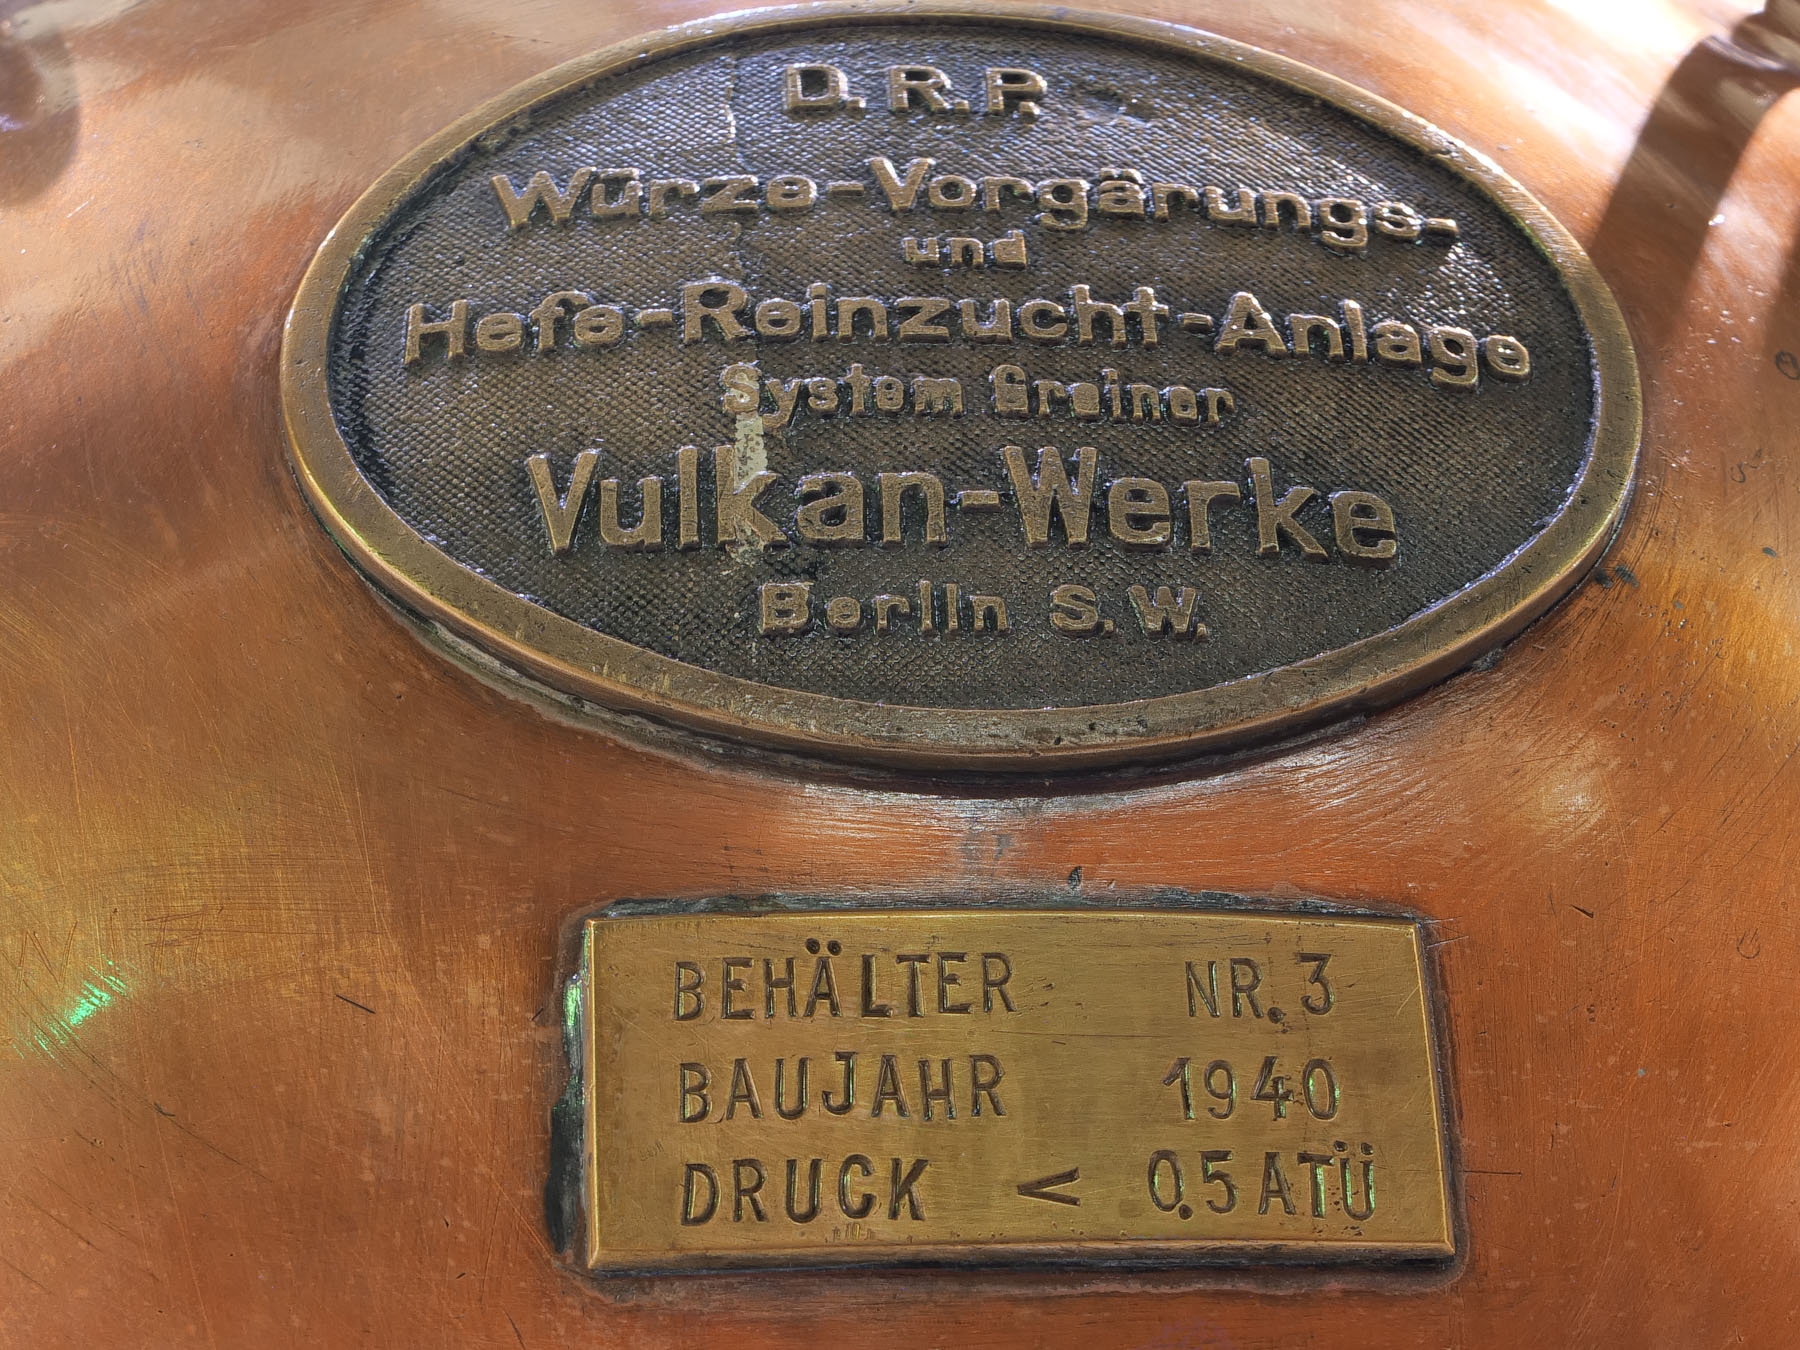 D.R.P.
Würze-Vorgärungs-
und
Hefe-Reinzucht-Anlage
System Greiner
Vulkan-Werke
Berlin S.W.
BEHÄLTER NR. 3
BAUJAHR 1940
DRUCK < 0.5 ATÜ